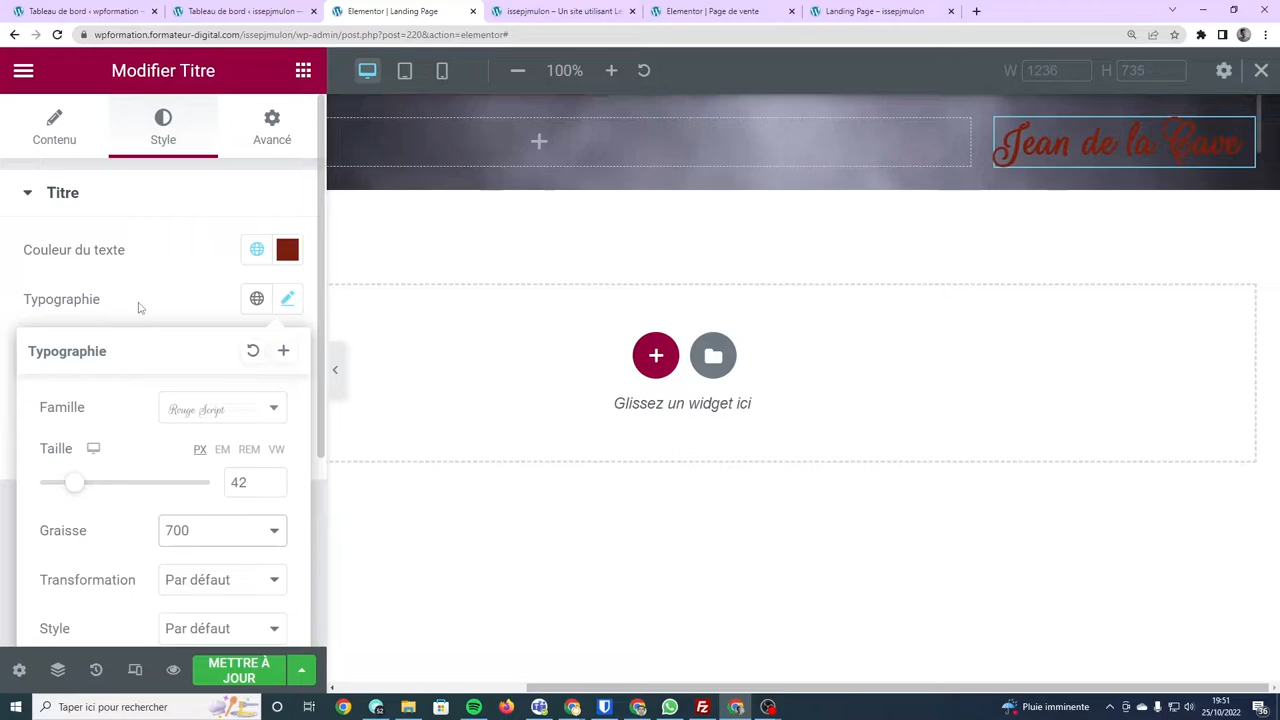 Tableau de bord ‹ issepjmulon
Tableau de bord ‹ issepjmulon
Elementor | Landing Page
issepjmulon – Un site utilisant
Elementor | Page de vente
Landing Page – issepjmulon
wpformation.formateur-digital.com/issepjmulon/wp-admin/post.php?post=220&action=elementor#
Modifier Titre
100%
W 1236 H 735
Contenu
Style
Avancé
Jean de la Cave
Titre
Couleur du texte
Typographie
Typographie
Famille
Rouge Script
Taille
PX EM REM VW
42
Graisse
700
Transformation
Par défaut
Style
Par défaut
Glissez un widget ici
METTRE À
JOUR
Taper ici pour rechercher
Pluie imminente
19:51
25/10/2022